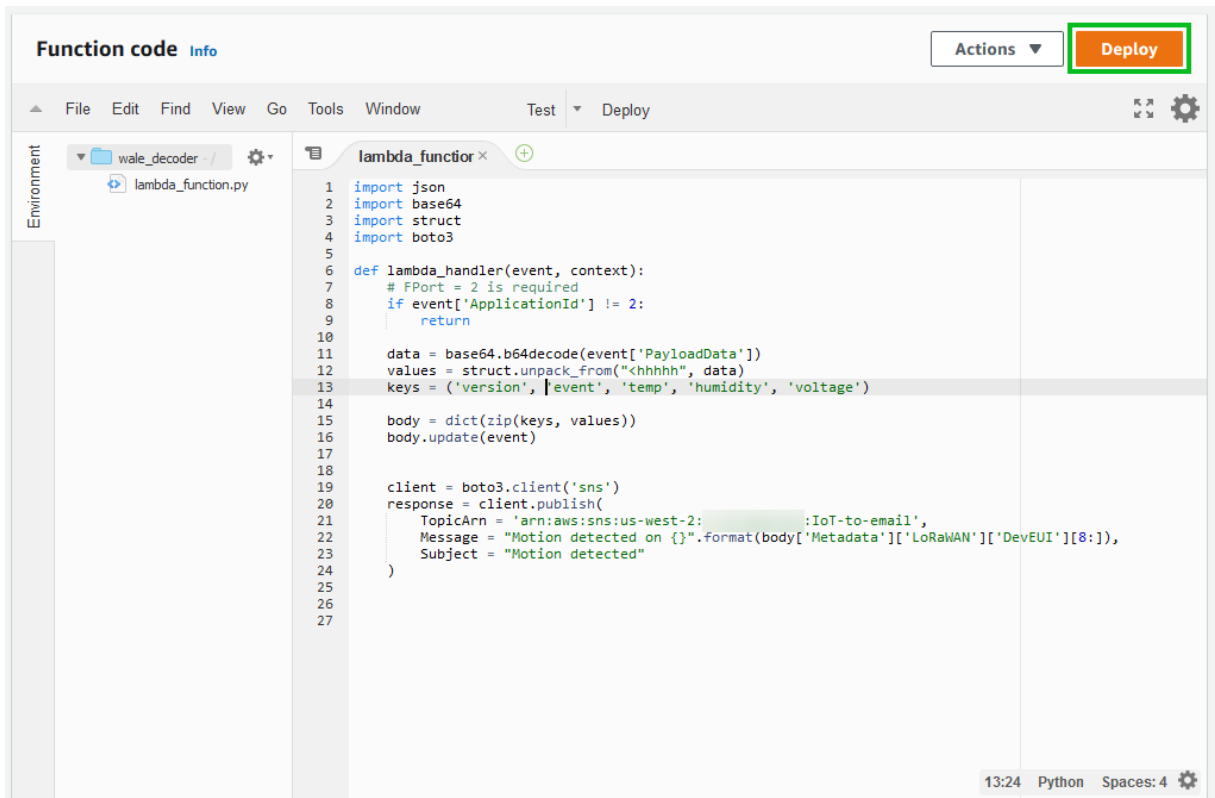 Function code Info
Actions ▼
Deploy
File Edit Find View Go Tools Window Test Deploy
Environment
wale_decoder - /
lambda_function.py
lambda_functior ×
1 import json
2 import base64
3 import struct
4 import boto3
5
6 def lambda_handler(event, context):
7     # FPort = 2 is required
8     if event['ApplicationId'] != 2:
9         return
10
11     data = base64.b64decode(event['PayloadData'])
12     values = struct.unpack_from("<hhhhh", data)
13     keys = ('version', 'event', 'temp', 'humidity', 'voltage')
14
15     body = dict(zip(keys, values))
16     body.update(event)
17
18
19     client = boto3.client('sns')
20     response = client.publish(
21         TopicArn = 'arn:aws:sns:us-west-2: :IoT-to-email',
22         Message = "Motion detected on {}".format(body['Metadata']['LoRaWAN']['DevEUI'][8:]),
23         Subject = "Motion detected"
24     )
25
26
27
13:24 Python Spaces: 4